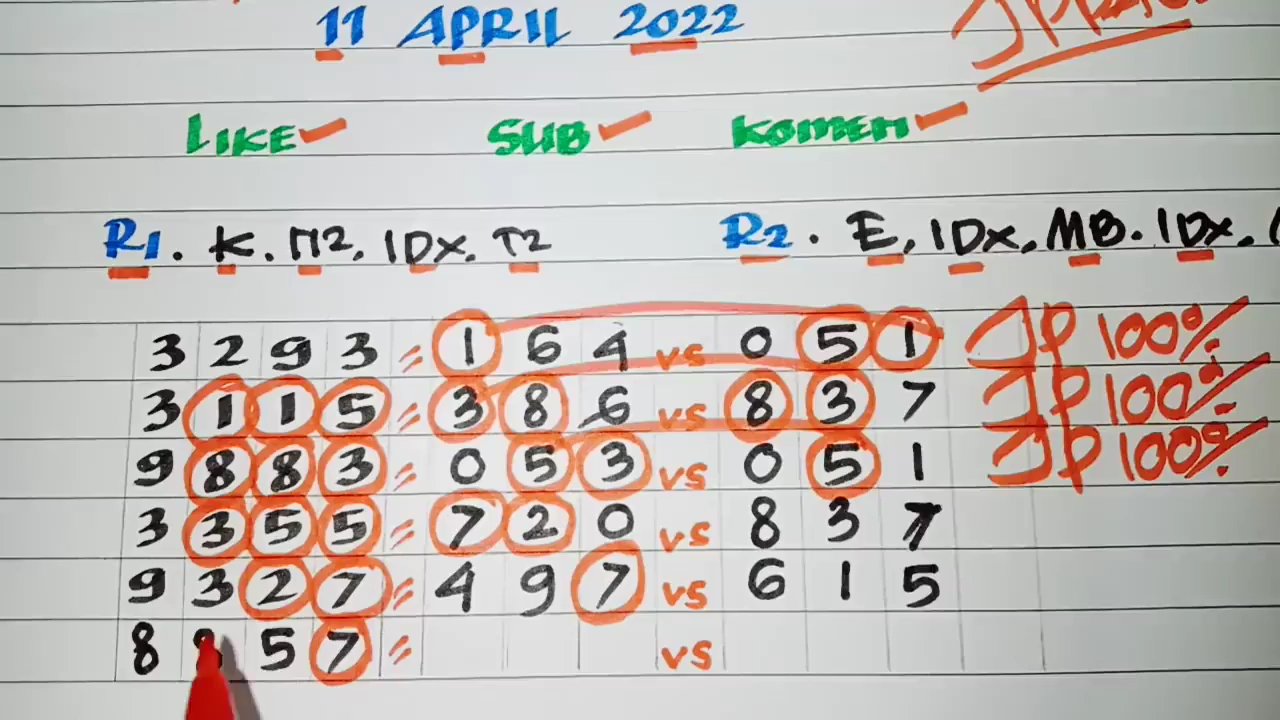 11 APRIL 2022
LIKE SUB KOMEN
R1. K. M2, IDX. T2 R2. E, IDX, MB. IDX.
3 2 9 3 = 1 6 4 vs 0 5 1 JP 100%
3 1 1 5 = 3 8 6 vs 8 3 7 JP 100%
9 8 8 3 = 0 5 3 vs 0 5 1 JP 100%
3 3 5 5 = 7 2 0 vs 8 3 7
9 3 2 7 = 4 9 7 vs 6 1 5
8 5 7 = vs